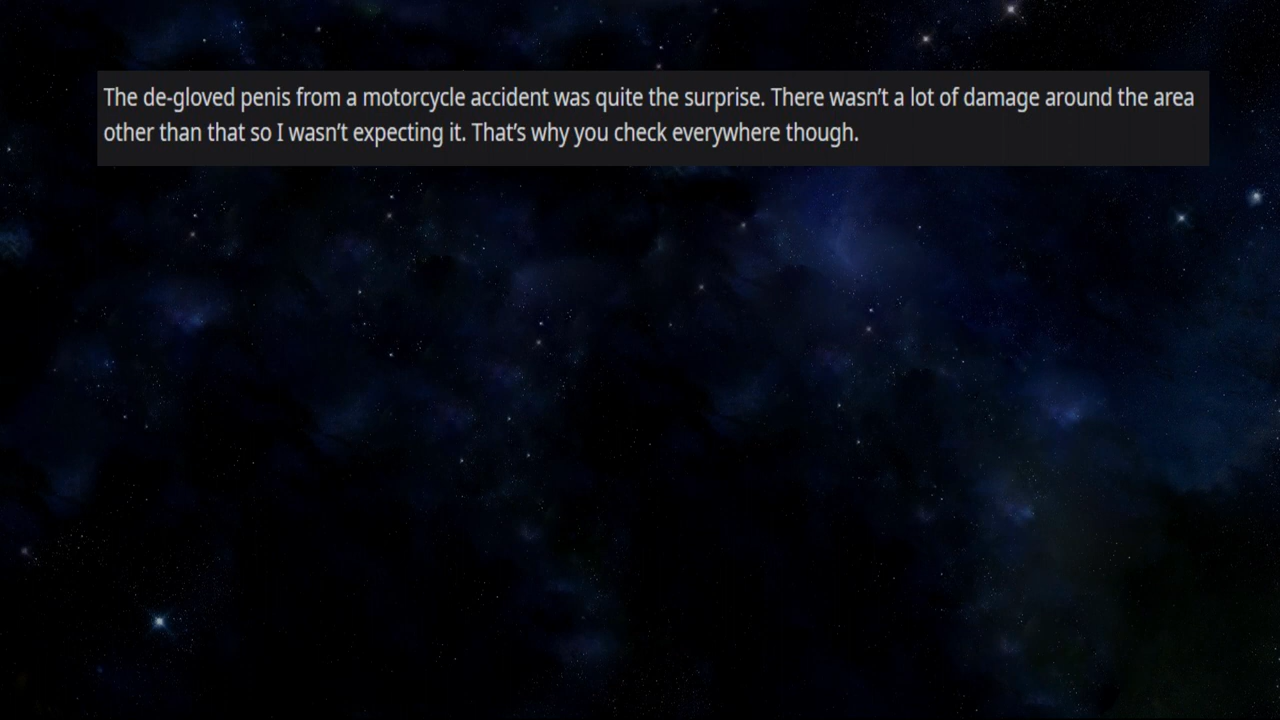 The de-gloved penis from a motorcycle accident was quite the surprise. There wasn’t a lot of damage around the area
other than that so I wasn’t expecting it. That’s why you check everywhere though.